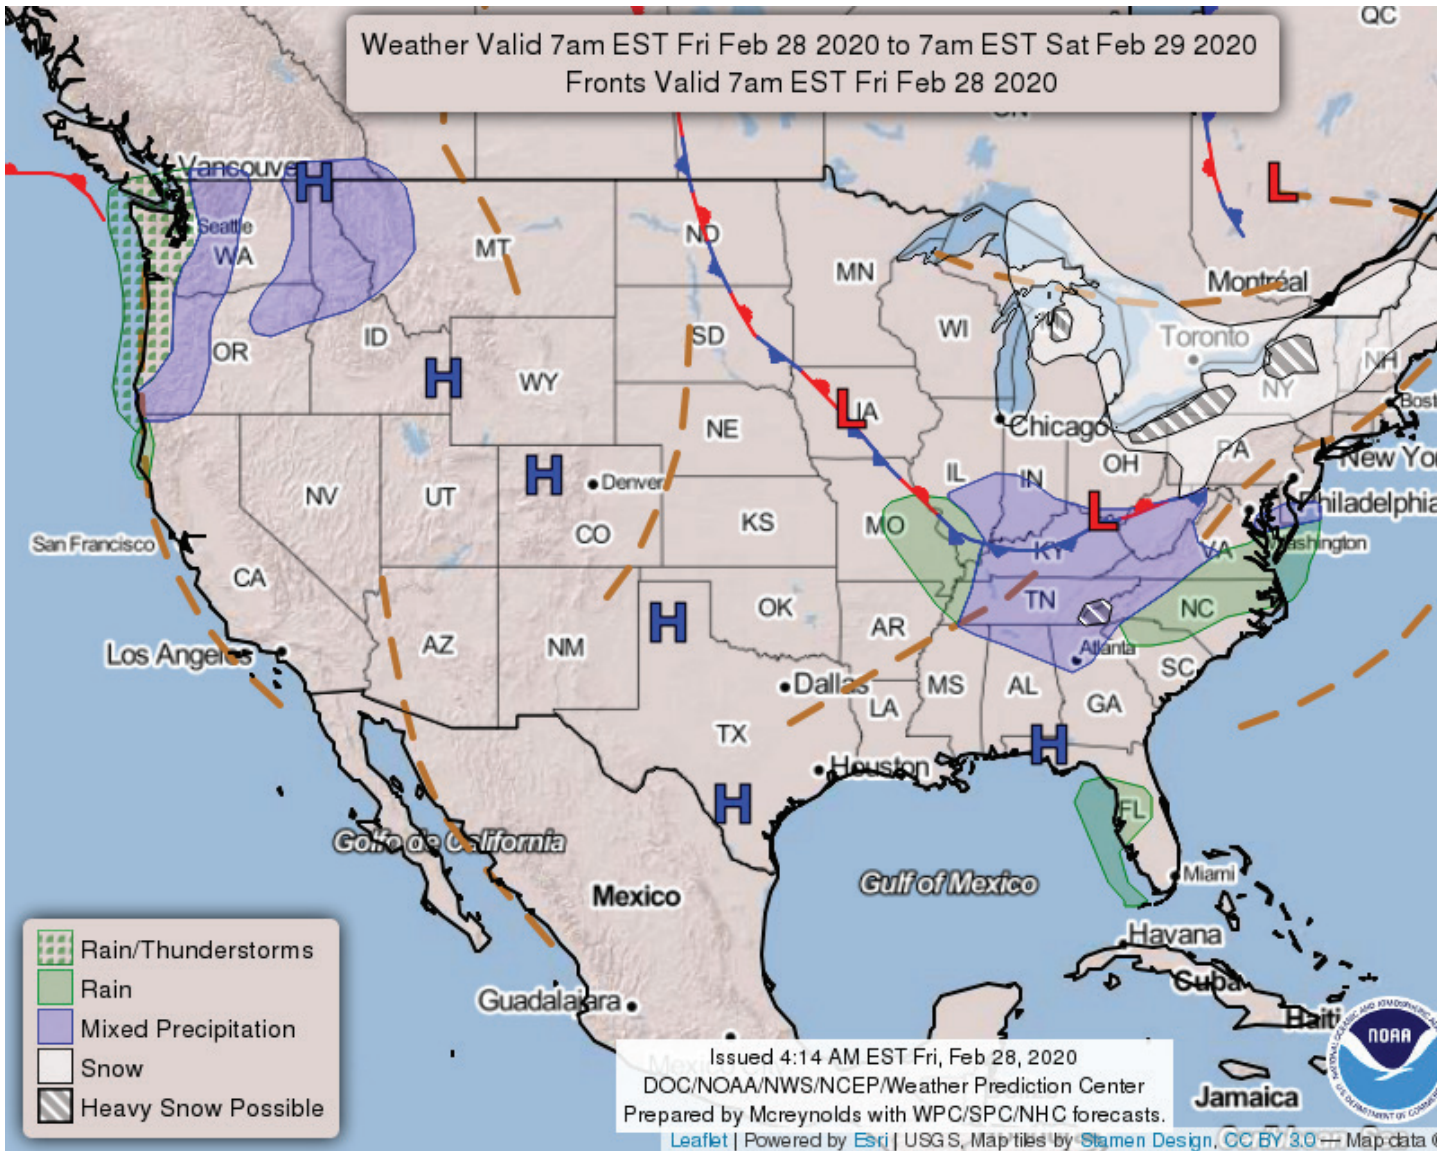 Weather Valid 7am EST Fri Feb 28 2020 to 7am EST Sat Feb 29 2020
Fronts Valid 7am EST Fri Feb 28 2020
QC
Vancouver
H
L
Seattle
WA
MT
ND
MN
Montréal
OR
ID
SD
WI
Toronto
NH
H
WY
NY
L
IA
Bost
NE
Chicago
NV
UT
H
Denver
IL
IN
OH
PA
New Yo
CO
KS
MO
L
Philadelphia
San Francisco
KY
VA
Washington
CA
OK
TN
NC
H
Los Angeles
AZ
NM
AR
Atlanta
Dallas
MS
AL
SC
LA
GA
TX
H
Houston
H
FL
Golfo de California
Mexico
Gulf of Mexico
Miami
Havana
Cuba
Guadalajara
Haiti
Jamaica
Rain/Thunderstorms
Rain
Mixed Precipitation
Snow
Heavy Snow Possible
NOAA
Issued 4:14 AM EST Fri, Feb 28, 2020
DOC/NOAA/NWS/NCEP/Weather Prediction Center
Prepared by Mcreynolds with WPC/SPC/NHC forecasts.
Leaflet | Powered by Esri | USGS, Map tiles by Stamen Design, CC BY 3.0 — Map data ©